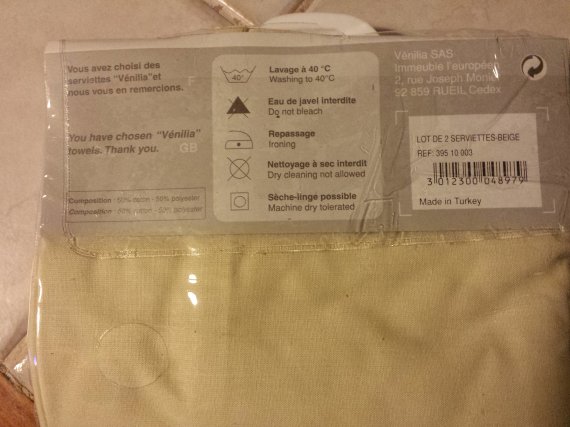 Vous avez choisi des
serviettes "Vénilia"et
nous vous en remercions.
F
You have chosen "Vénilia"
towels. Thank you.
GB
Composition : 50% coton - 50% polyester
Composition : 50% cotton - 50% polyester
40°
Lavage à 40 °C
Washing to 40°C
Eau de javel interdite
Do not bleach
Repassage
Ironing
Nettoyage à sec interdit
Dry cleaning not allowed
Sèche-linge possible
Machine dry tolerated
Vénilia SAS
Immeuble l'européen
2, rue Joseph Monier
92 859 RUEIL Cedex
LOT DE 2 SERVIETTES-BEIGE
REF: 395 10 003
3 012300 048979
Made in Turkey